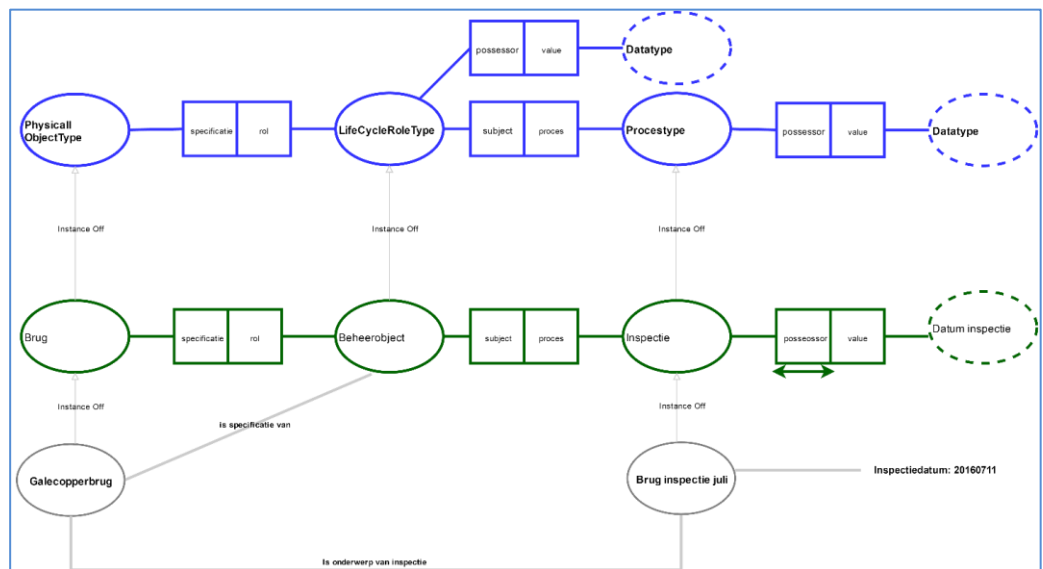 possessor
value
Datatype
Physicall
ObjectType
specificatie
rol
LifeCycleRoleType
subject
proces
Procestype
possessor
value
Datatype
Instance Off
Instance Off
Instance Off
Brug
specificatie
rol
Beheerobject
subject
proces
Inspectie
posseossor
value
Datum inspectie
Instance Off
is specificatie van
Instance Off
Galecopperbrug
Brug inspectie juli
Inspectiedatum: 20160711
Is onderwerp van inspectie